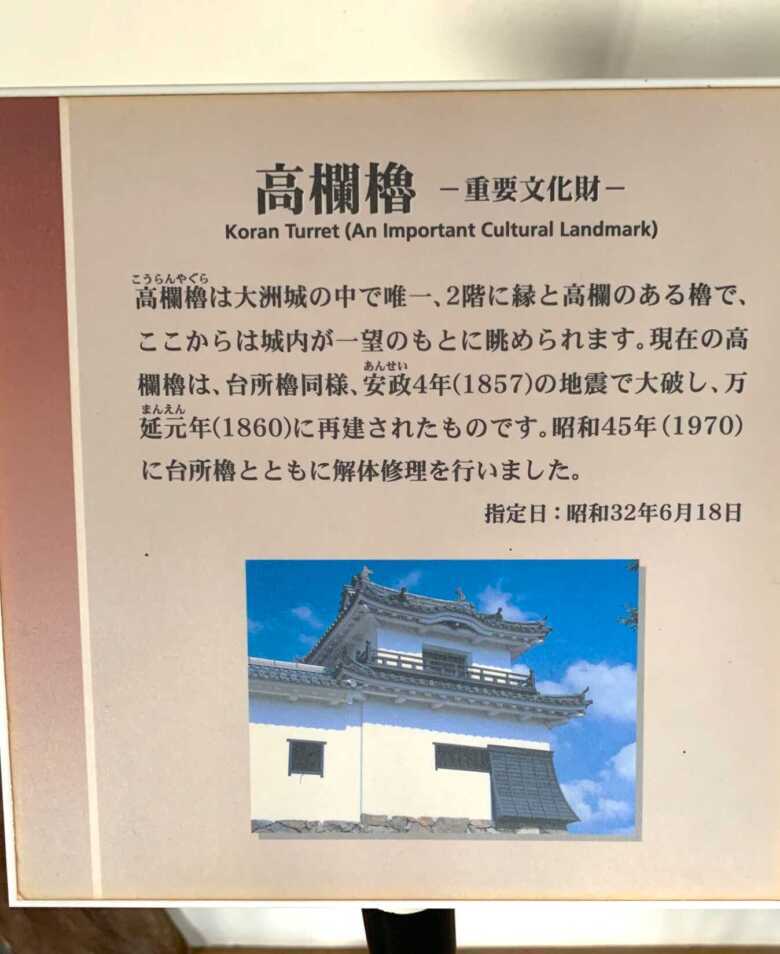 高欄櫓 −重要文化財−
Koran Turret (An Important Cultural Landmark)
こうらんやぐら
高欄櫓は大洲城の中で唯一、2階に縁と高欄のある櫓で、
ここからは城内が一望のもとに眺められます。現在の高
あんせい
欄櫓は、台所櫓同様、安政4年(1857)の地震で大破し、万
まんえん
延元年(1860)に再建されたものです。昭和45年(1970)
に台所櫓とともに解体修理を行いました。
指定日：昭和32年6月18日